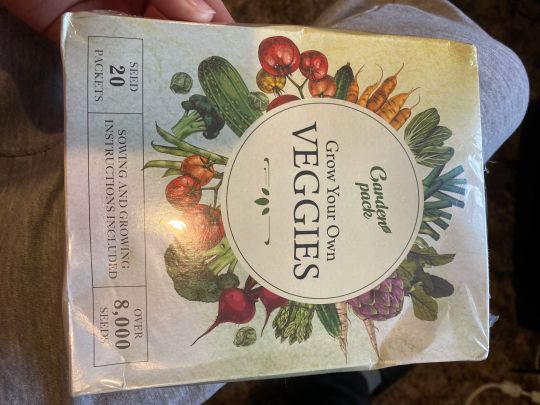 Garden
pack
Grow Your Own
VEGGIES
SEED
20
PACKETS
SOWING AND GROWING
INSTRUCTIONS INCLUDED
OVER
8,000
SEEDS